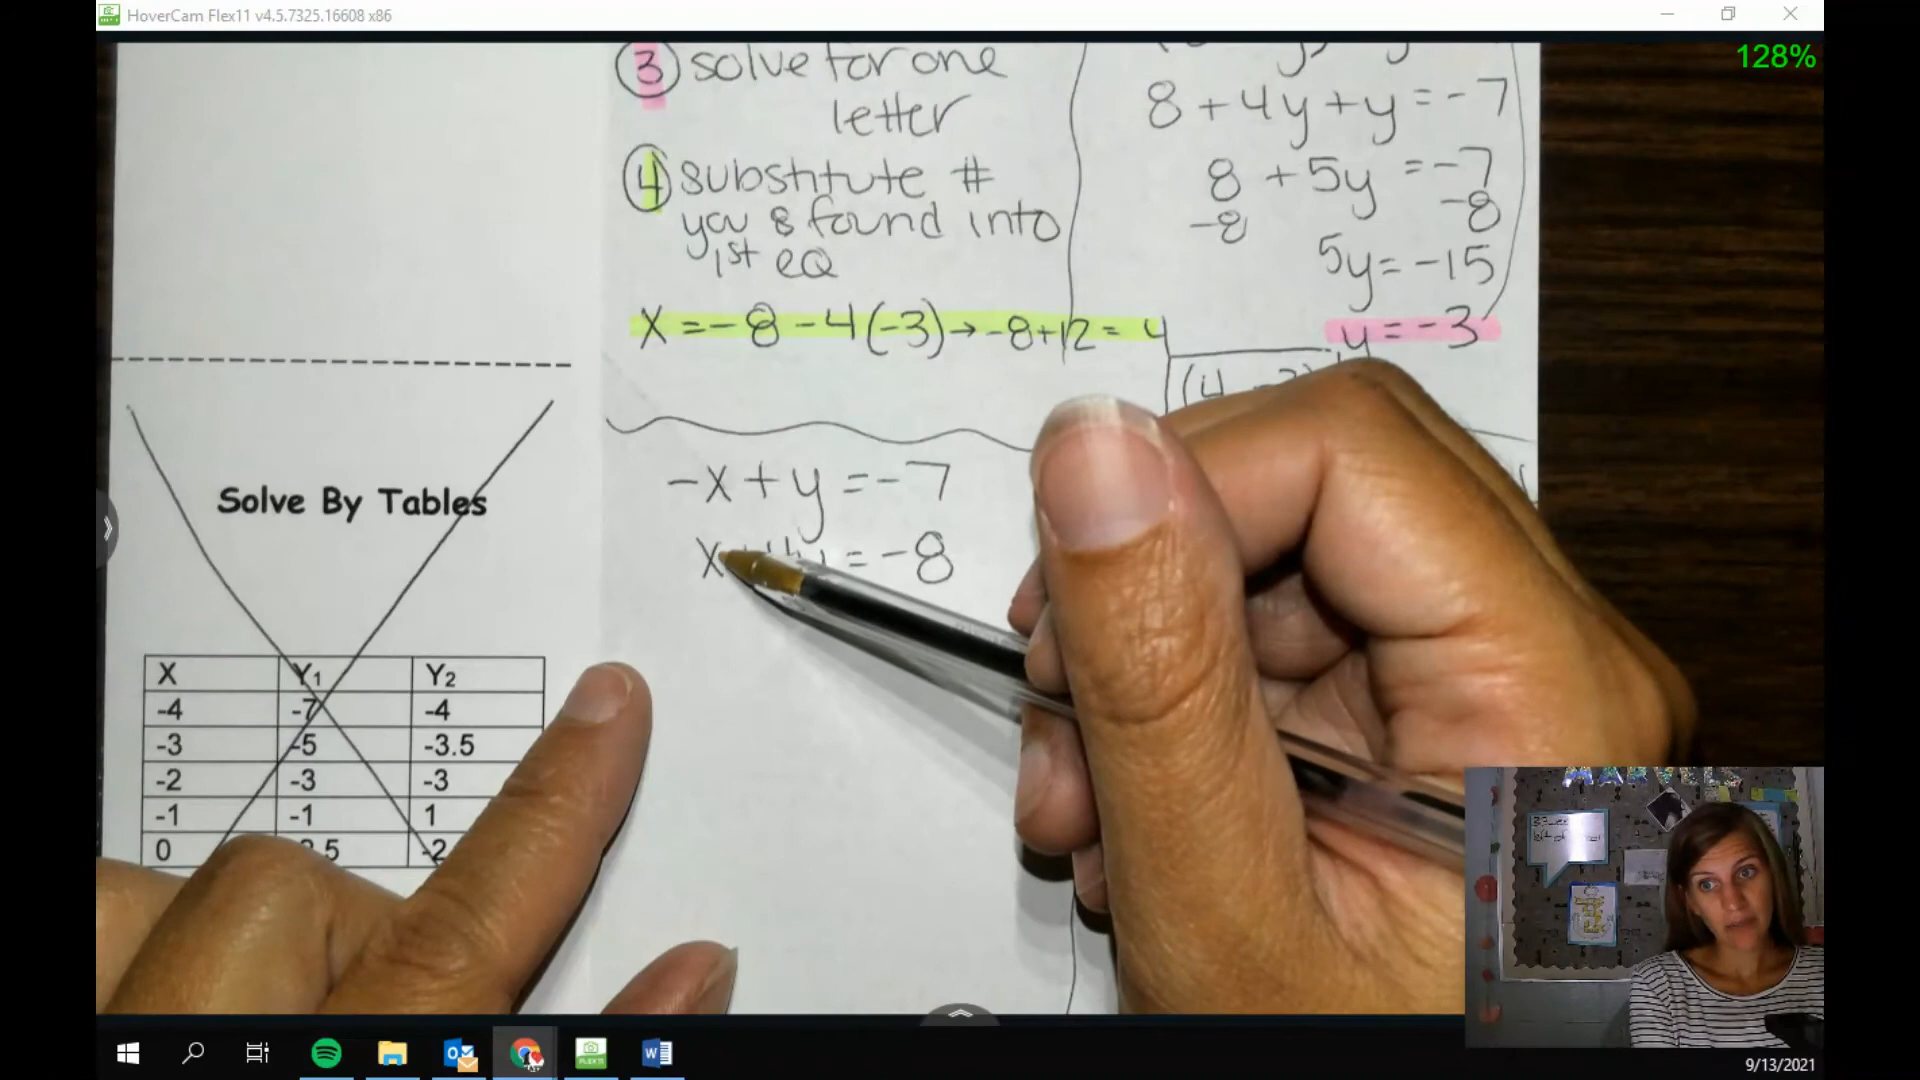 HoverCam Flex11 v4.5.7325.16608 x86
128%
3 solve for one
letter
4 substitute #
you 8 found into
1st eq
X = -8 - 4(-3) → -8+12 = 4
8 + 4y + y = -7
8 + 5y = -7
-8 -8
5y = -15
y = -3
-x + y = -7
x = -8
Solve By Tables
X Y1 Y2
-4 -7 -4
-3 -5 -3.5
-2 -3 -3
-1 -1 1
0 -2
FLEX11
9/13/2021